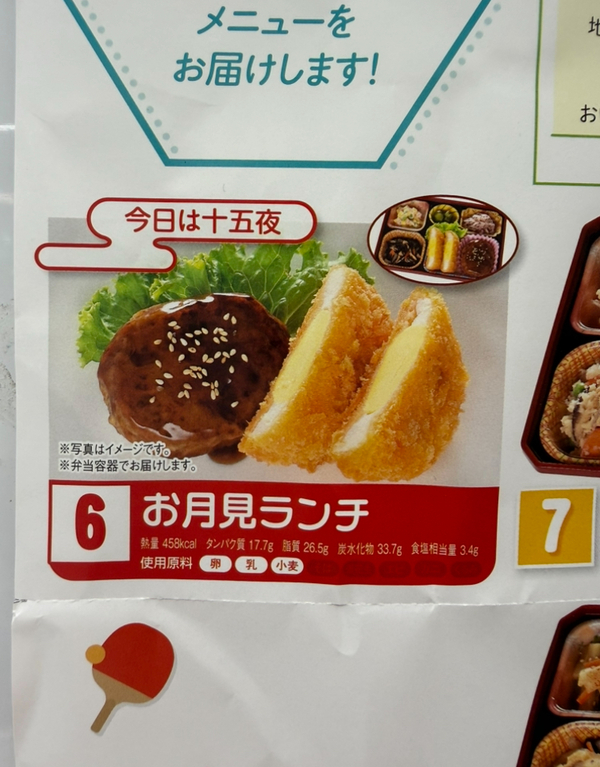 メニューを
お届けします!
地
お
今日は十五夜
※写真はイメージです。
※弁当容器でお届けします。
6
お月見ランチ
熱量 458kcal タンパク質 17.7g 脂質 26.5g 炭水化物 33.7g 食塩相当量 3.4g
使用原料 卵 乳 小麦
7